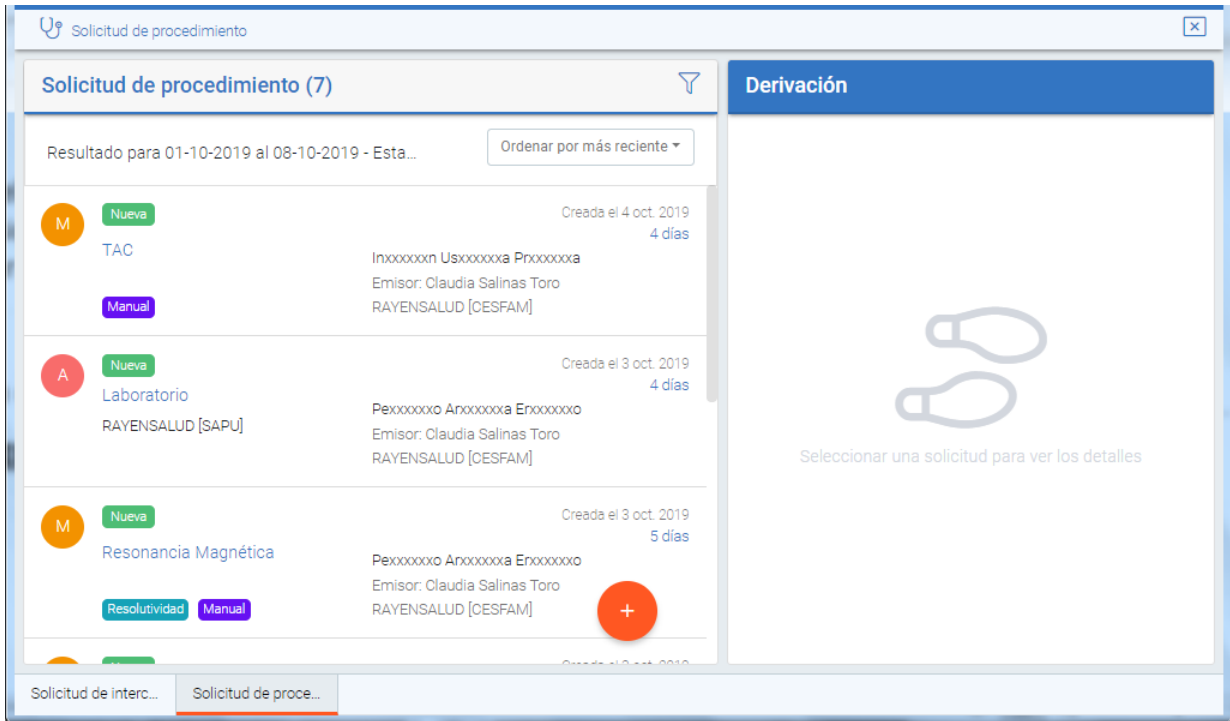 Solicitud de procedimiento
Solicitud de procedimiento (7)
Resultado para 01-10-2019 al 08-10-2019 - Esta...
Ordenar por más reciente
M
Nueva
Creada el 4 oct. 2019
4 días
TAC
Inxxxxxxn Usxxxxxxa Prxxxxxxa
Emisor: Claudia Salinas Toro
Manual
RAYENSALUD [CESFAM]
A
Nueva
Creada el 3 oct. 2019
4 días
Laboratorio
Pexxxxxxo Arxxxxxxa Erxxxxxxo
RAYENSALUD [SAPU]
Emisor: Claudia Salinas Toro
RAYENSALUD [CESFAM]
M
Nueva
Creada el 3 oct. 2019
5 días
Resonancia Magnética
Pexxxxxxo Arxxxxxxa Erxxxxxxo
Emisor: Claudia Salinas Toro
Resolutividad Manual
RAYENSALUD [CESFAM]
+
Derivación
Seleccionar una solicitud para ver los detalles
Solicitud de interc...
Solicitud de proce...